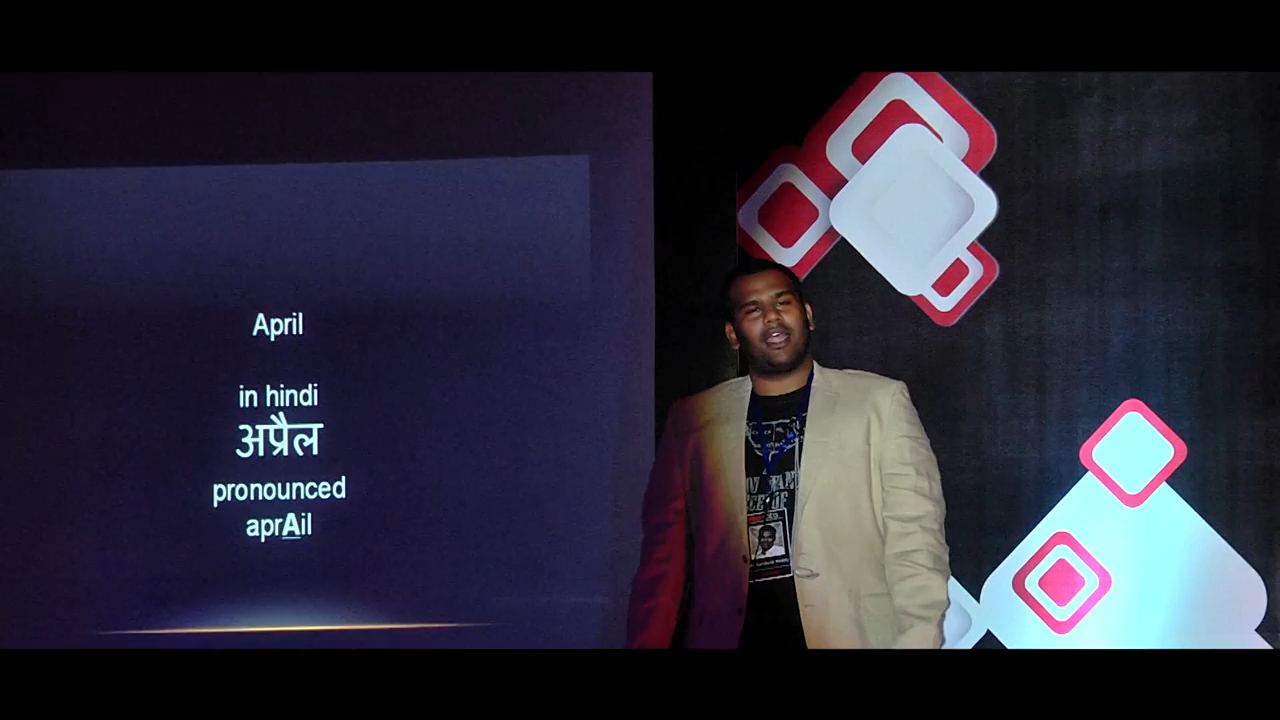 April
in hindi
अप्रैल
pronounced
aprAil